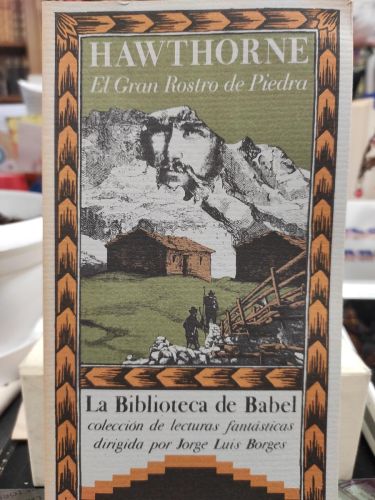 HAWTHORNE
El Gran Rostro de Piedra
La Biblioteca de Babel
colección de lecturas fantásticas
dirigida por Jorge Luis Borges